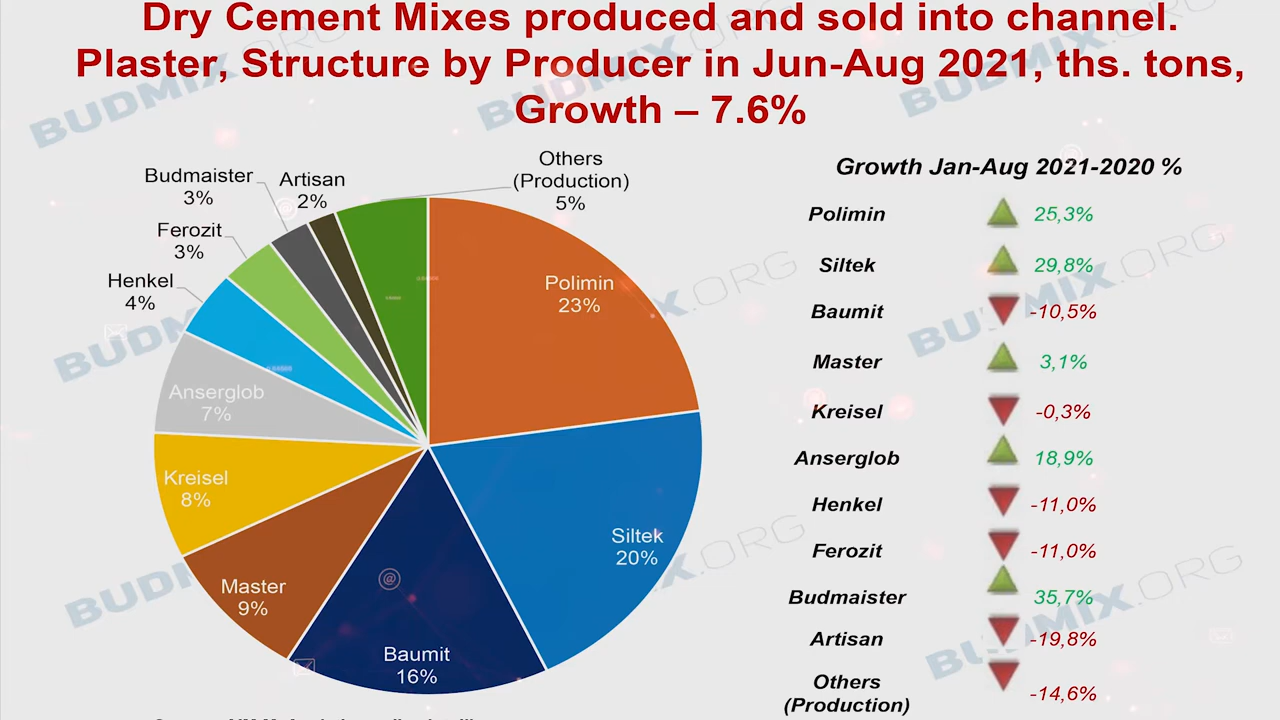 Dry Cement Mixes produced and sold into channel.
Plaster, Structure by Producer in Jun-Aug 2021, ths. tons,
Growth – 7.6%
Others
(Production)
5%
Budmaister
3%
Artisan
2%
Ferozit
3%
Henkel
4%
Polimin
23%
Anserglob
7%
Kreisel
8%
Siltek
20%
Master
9%
Baumit
16%
Growth Jan-Aug 2021-2020 %
Polimin 25,3%
Siltek 29,8%
Baumit -10,5%
Master 3,1%
Kreisel -0,3%
Anserglob 18,9%
Henkel -11,0%
Ferozit -11,0%
Budmaister 35,7%
Artisan -19,8%
Others
(Production) -14,6%
BUDMIX.ORG